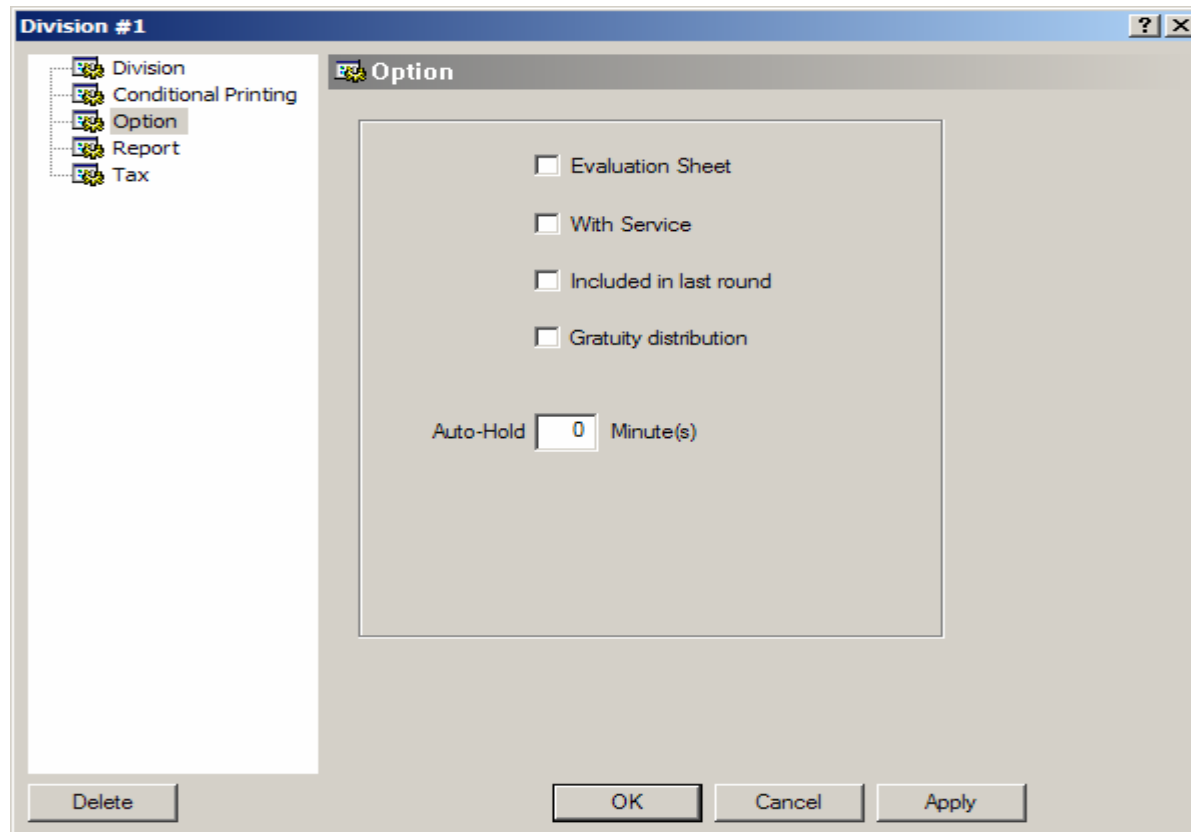 Division #1
Division
Conditional Printing
Option
Report
Tax
Option
Evaluation Sheet
With Service
Included in last round
Gratuity distribution
Auto-Hold 0 Minute(s)
Delete OK Cancel Apply